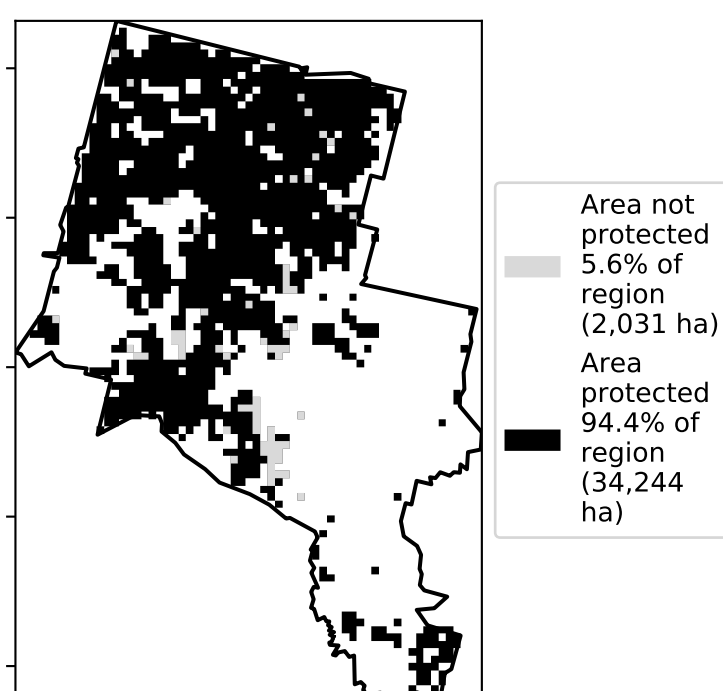 Area not
protected
5.6% of
region
(2,031 ha)
Area
protected
94.4% of
region
(34,244
ha)